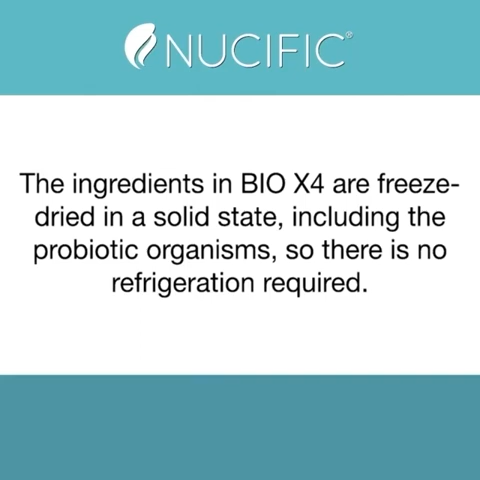 NUCIFIC®
The ingredients in BIO X4 are freeze-
dried in a solid state, including the
probiotic organisms, so there is no
refrigeration required.